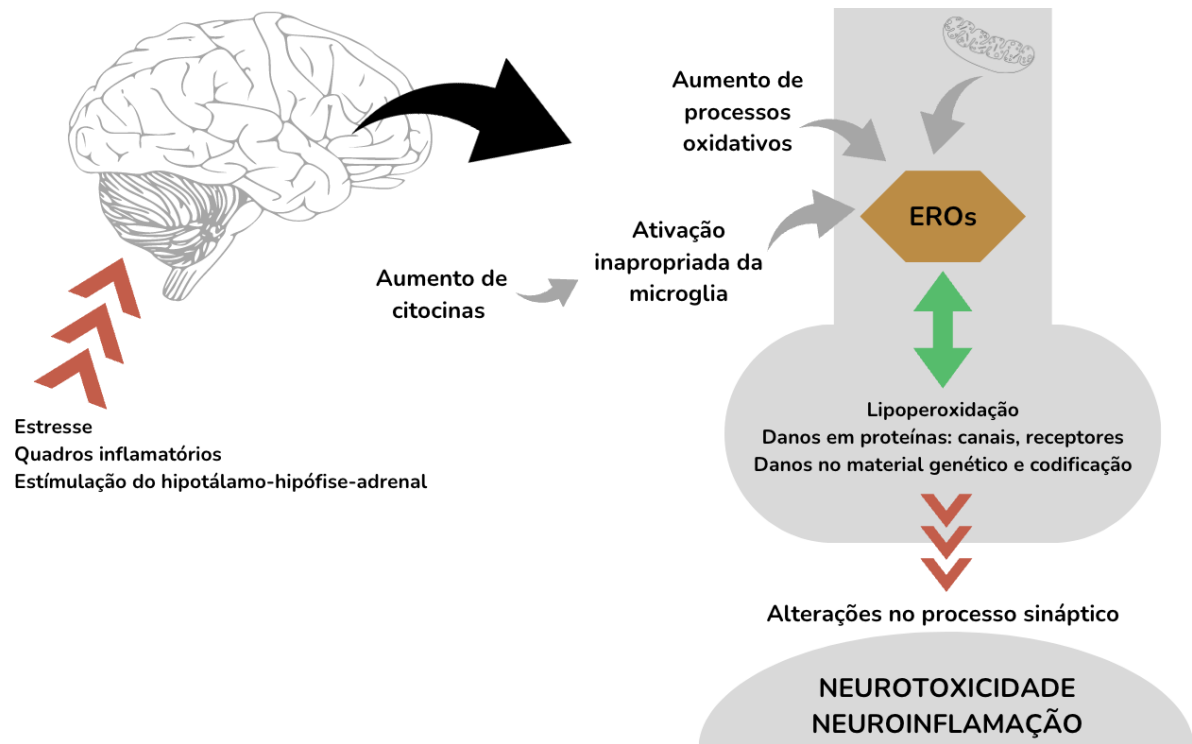 Aumento de
processos
oxidativos
EROs
Ativação
inapropriada da
microglia
Aumento de
citocinas
Estresse
Quadros inflamatórios
Estímulação do hipotálamo-hipófise-adrenal
Lipoperoxidação
Danos em proteínas: canais, receptores
Danos no material genético e codificação
Alterações no processo sináptico
NEUROTOXICIDADE
NEUROINFLAMAÇÃO